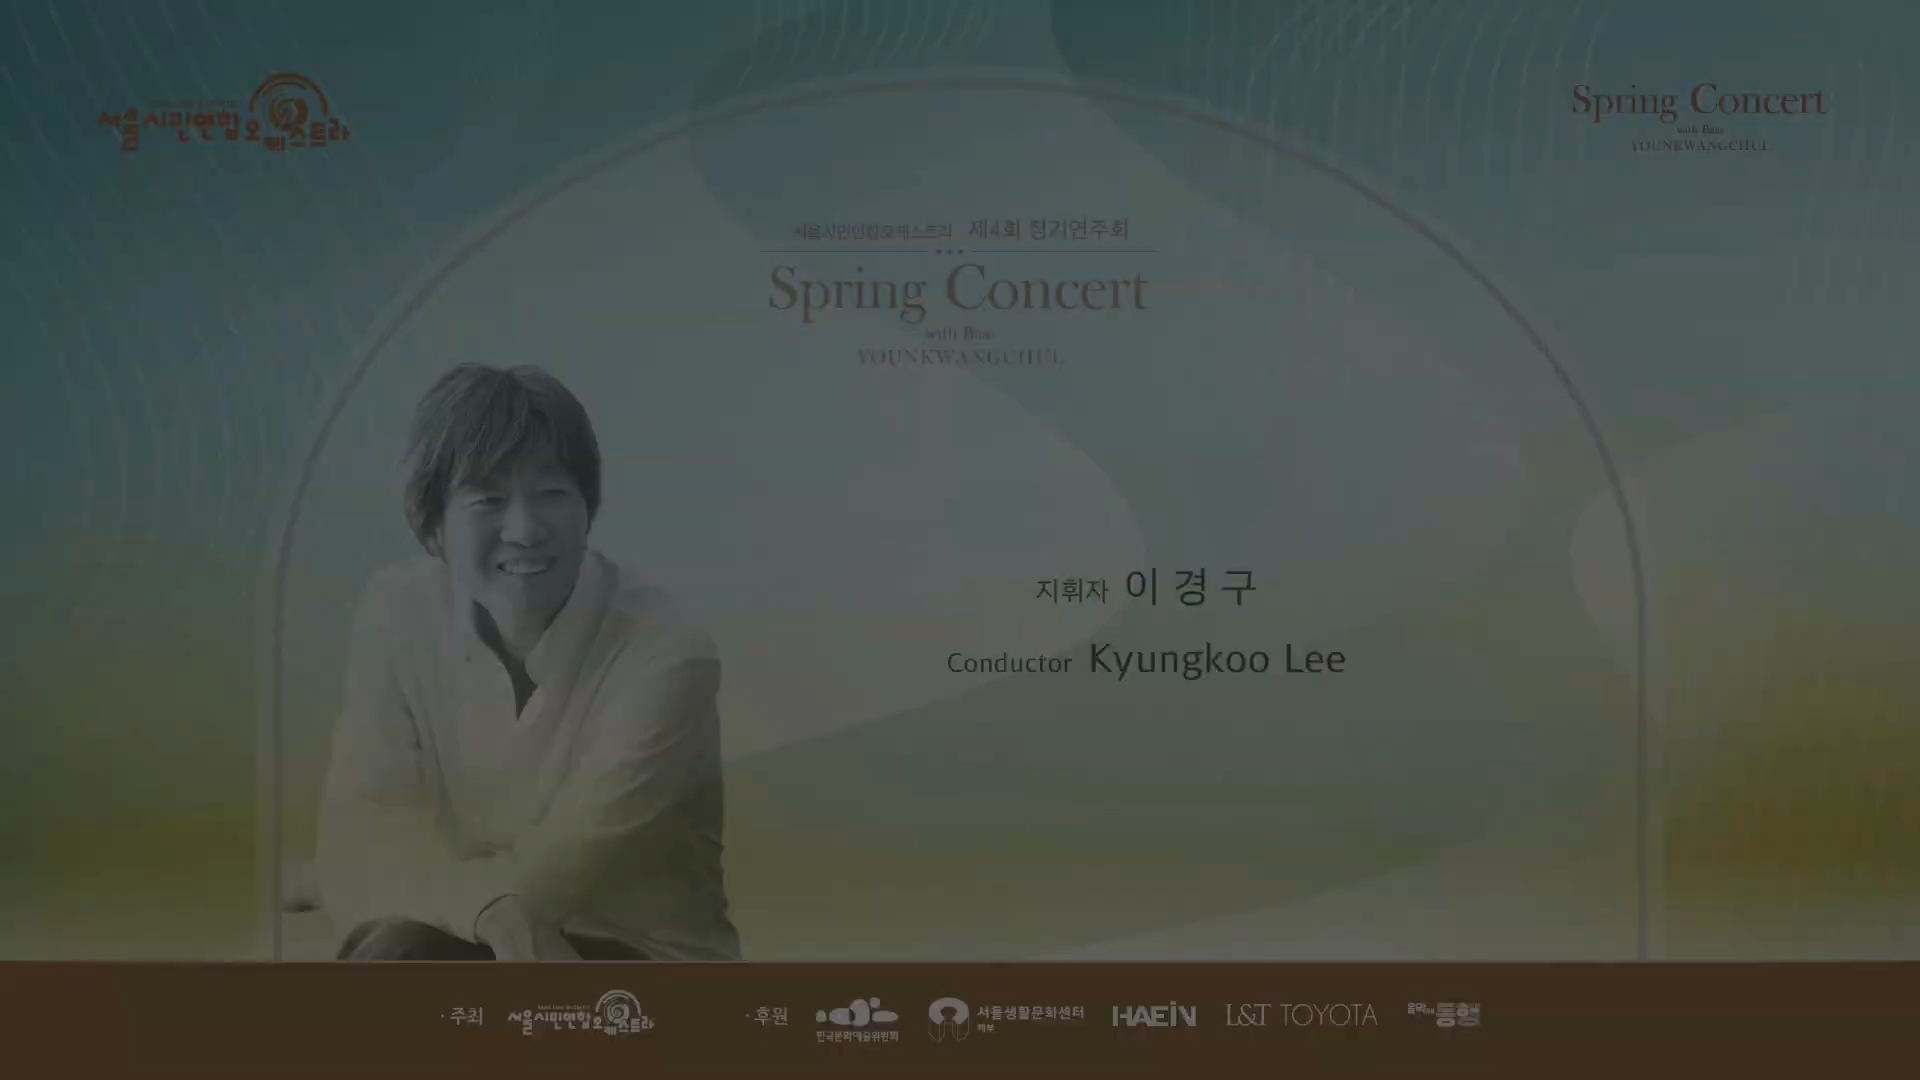 서울시민연합오케스트라
Spring Concert
with Bass
YOUNKWANGCHUL
서울시민연합오케스트라 제4회 정기연주회
Spring Concert
with Bass
YOUNKWANGCHUL
지휘자 이경구
Conductor Kyungkoo Lee
· 주최 서울시민연합오케스트라 · 후원 한국문화예술위원회 서울생활문화센터 HAEIN L&T TOYOTA 동행